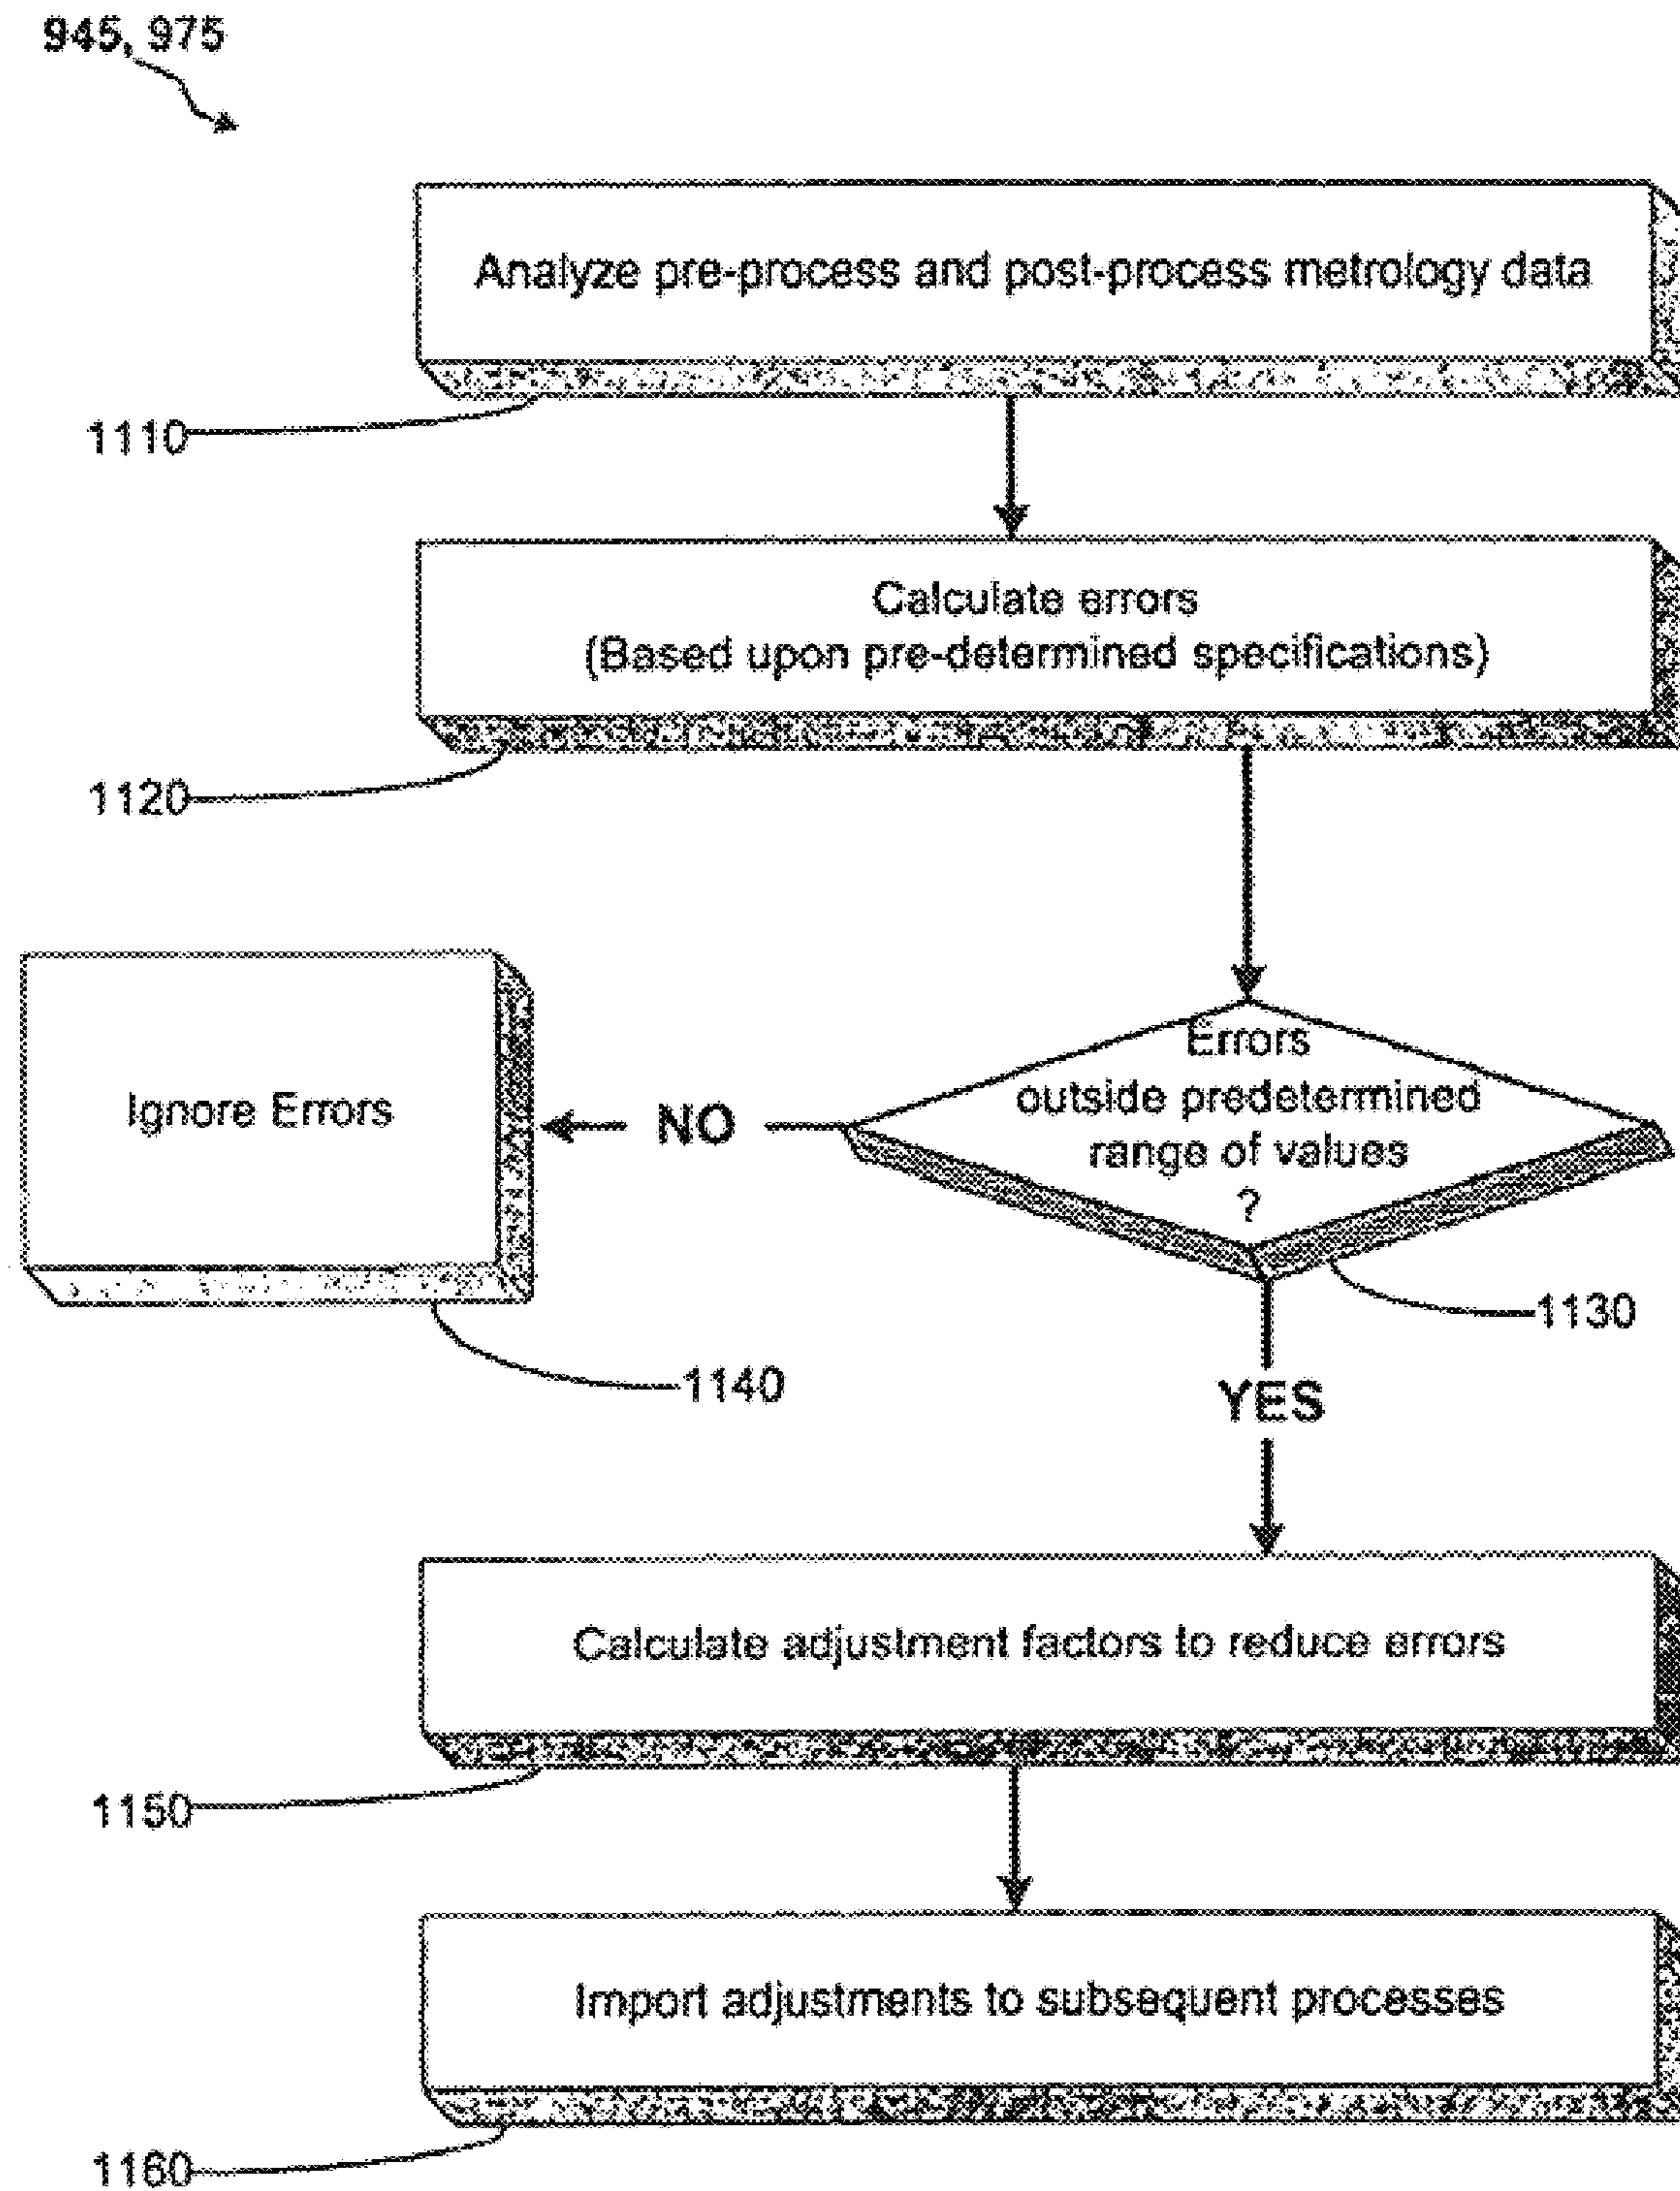 945, 975
Analyze pre-process and post-process metrology data
1110
Calculate errors
(Based upon pre-determined specifications)
1120
Errors
outside predetermined
range of values
?
NO
Ignore Errors
1130
1140
YES
Calculate adjustment factors to reduce errors
1150
Import adjustments to subsequent processes
1160